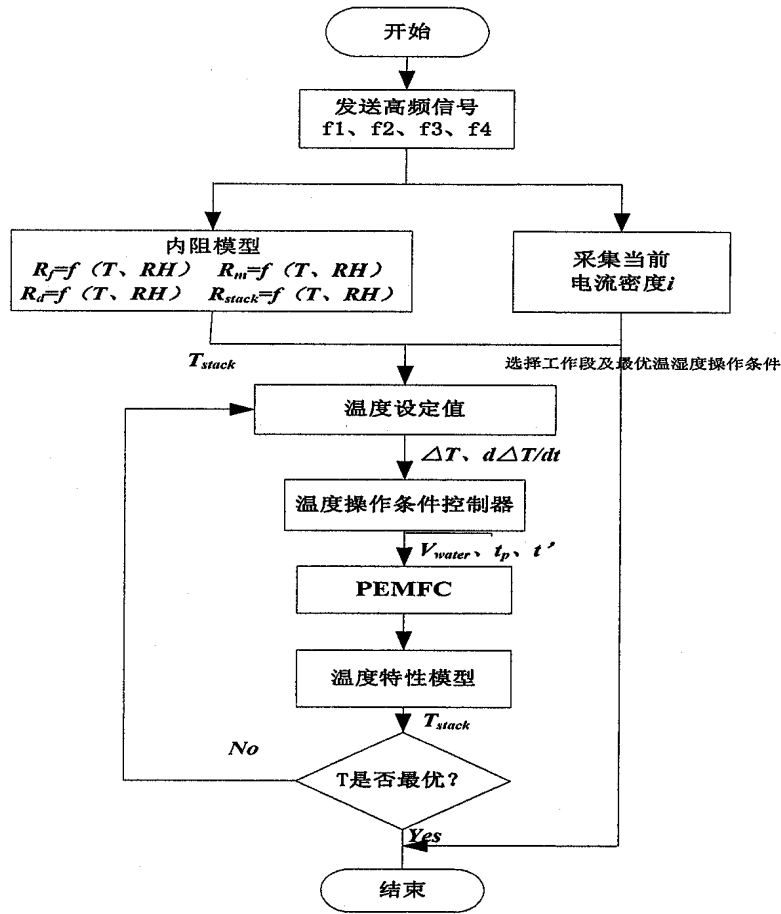 开始
发送高频信号
f1、f2、f3、f4
内阻模型
Rf=f（T、RH） Rm=f（T、RH）
Rd=f（T、RH） Rstack=f（T、RH）
采集当前
电流密度i
Tstack
选择工作段及最优温湿度操作条件
温度设定值
△T、d△T/dt
温度操作条件控制器
Vwater、tp、t’
PEMFC
温度特性模型
Tstack
No
T是否最优？
Yes
结束